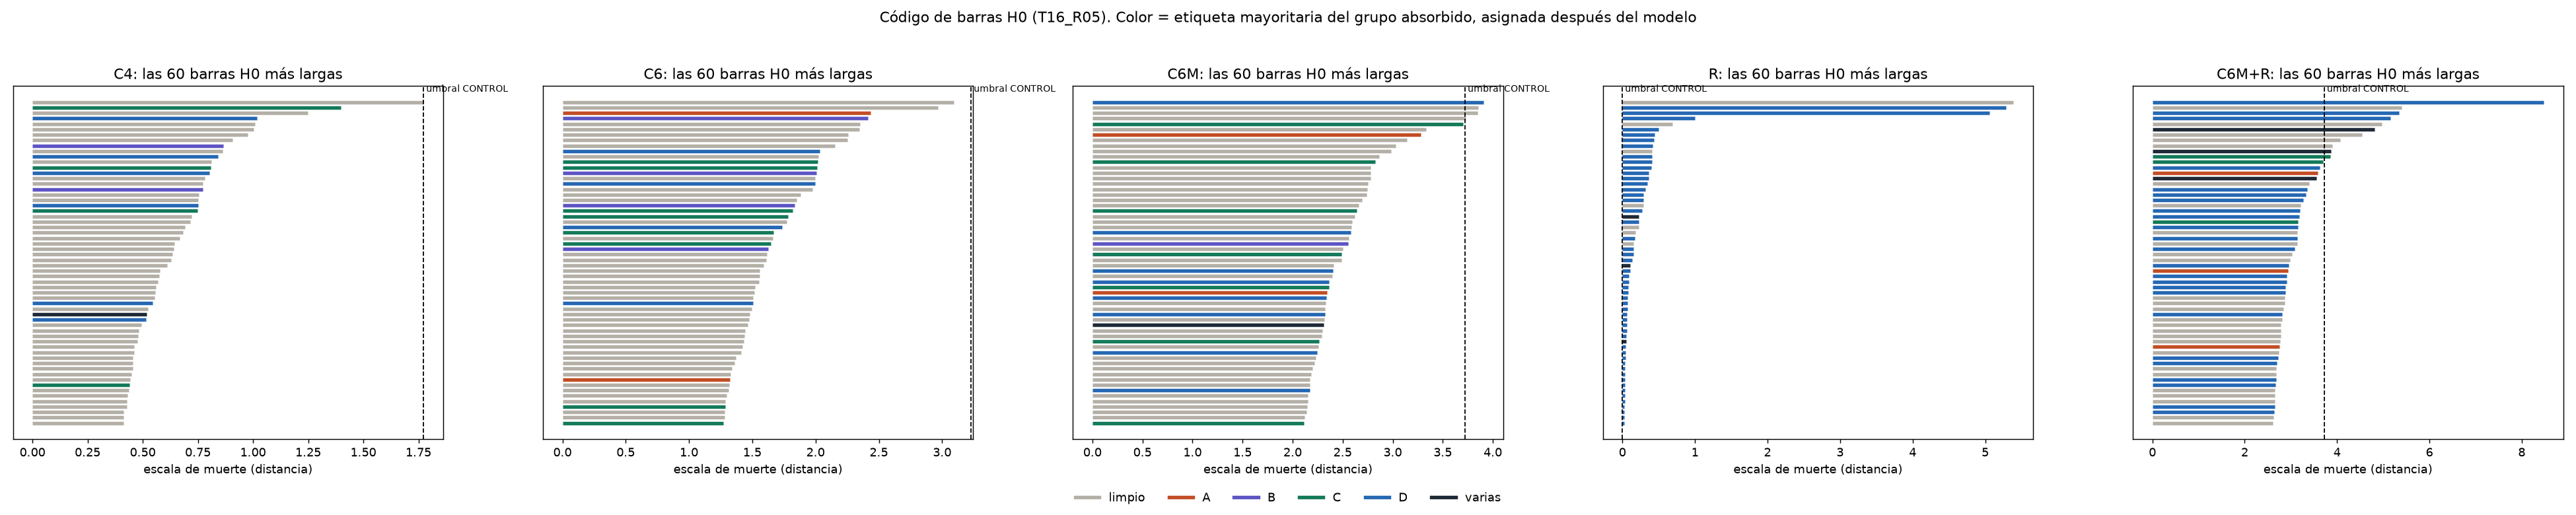 Código de barras H0 (T16_R05). Color = etiqueta mayoritaria del grupo absorbido, asignada después del modelo
C4: las 60 barras H0 más largas
umbral CONTROL
0.00 0.25 0.50 0.75 1.00 1.25 1.50 1.75
escala de muerte (distancia)
C6: las 60 barras H0 más largas
umbral CONTROL
0.0 0.5 1.0 1.5 2.0 2.5 3.0
escala de muerte (distancia)
C6M: las 60 barras H0 más largas
umbral CONTROL
0.0 0.5 1.0 1.5 2.0 2.5 3.0 3.5 4.0
escala de muerte (distancia)
R: las 60 barras H0 más largas
umbral CONTROL
0 1 2 3 4 5
escala de muerte (distancia)
C6M+R: las 60 barras H0 más largas
umbral CONTROL
0 2 4 6 8
escala de muerte (distancia)
limpio A B C D varias